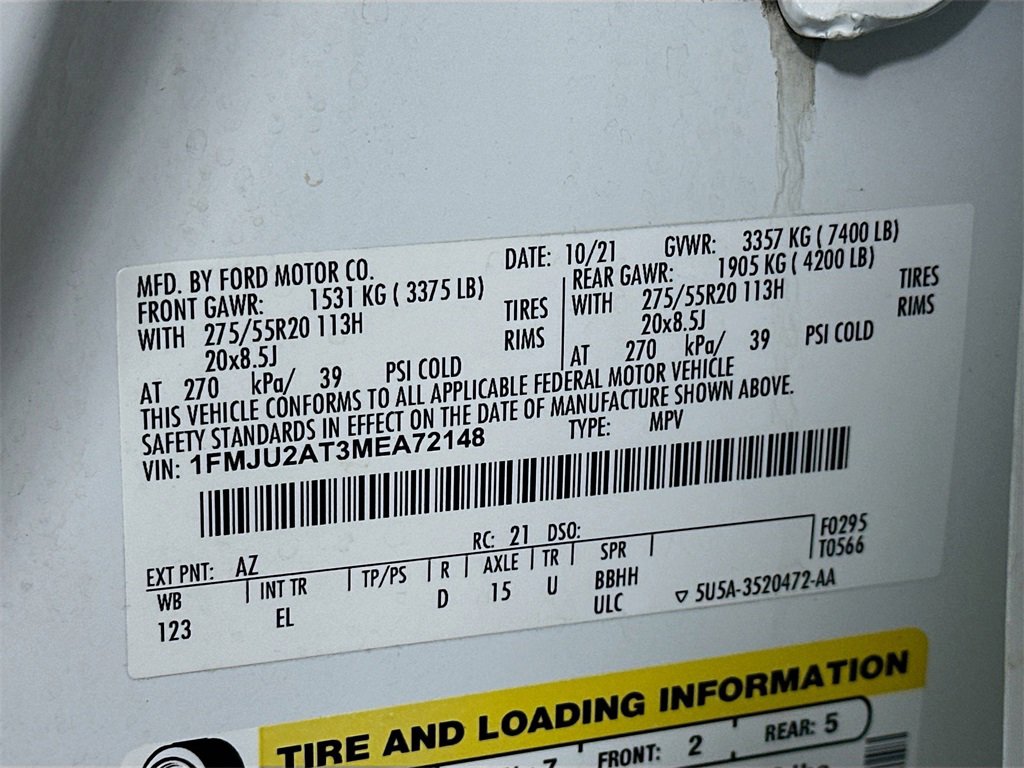 MFD. BY FORD MOTOR CO. DATE: 10/21 GVWR: 3357 KG ( 7400 LB)
FRONT GAWR: 1531 KG ( 3375 LB) REAR GAWR: 1905 KG ( 4200 LB)
WITH 275/55R20 113H TIRES WITH 275/55R20 113H TIRES
20x8.5J RIMS 20x8.5J RIMS
AT 270 kPa/ 39 PSI COLD AT 270 kPa/ 39 PSI COLD
THIS VEHICLE CONFORMS TO ALL APPLICABLE FEDERAL MOTOR VEHICLE
SAFETY STANDARDS IN EFFECT ON THE DATE OF MANUFACTURE SHOWN ABOVE.
VIN: 1FMJU2AT3MEA72148 TYPE: MPV
EXT PNT: AZ RC: 21 DSO: F0295
WB INT TR TP/PS R AXLE TR SPR T0566
123 EL D 15 U BBHH
ULC 5U5A-3520472-AA
TIRE AND LOADING INFORMATION
FRONT: 2 REAR: 5